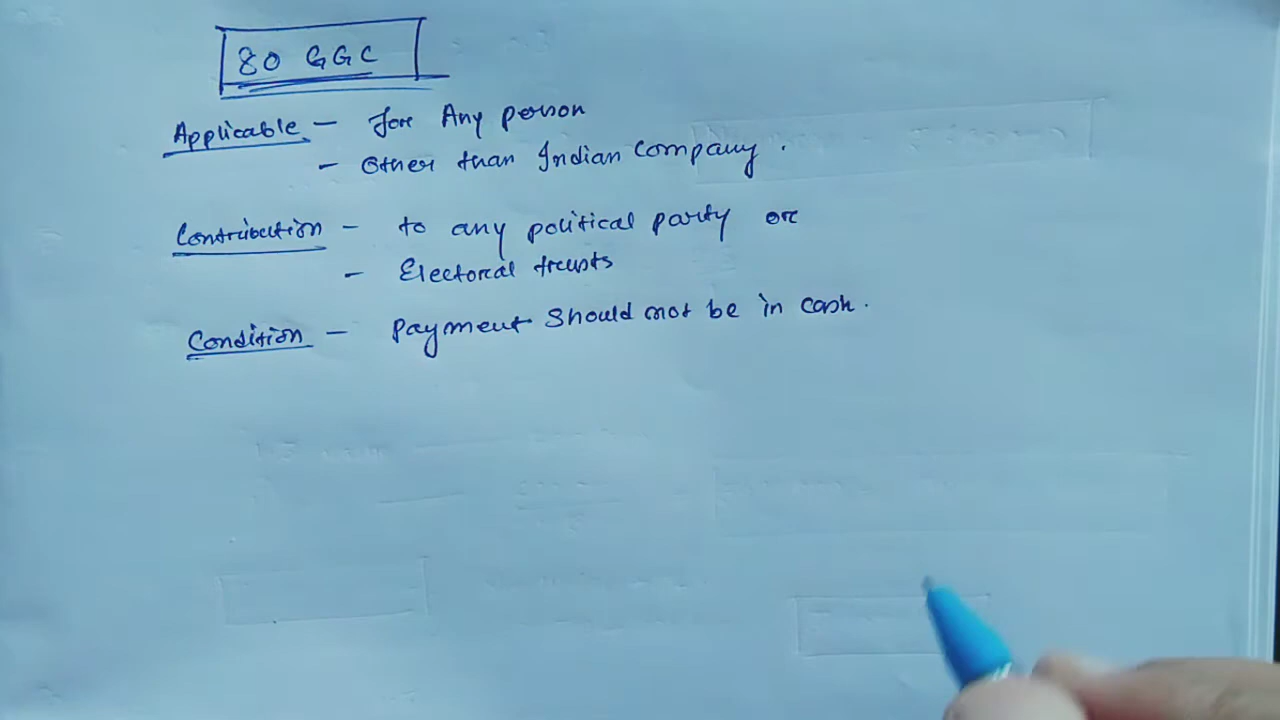 80 GGC
Applicable - for Any person
- Other than Indian Company.
Contribution - to any political party or
- Electoral trusts
Condition - Payment should not be in cash.